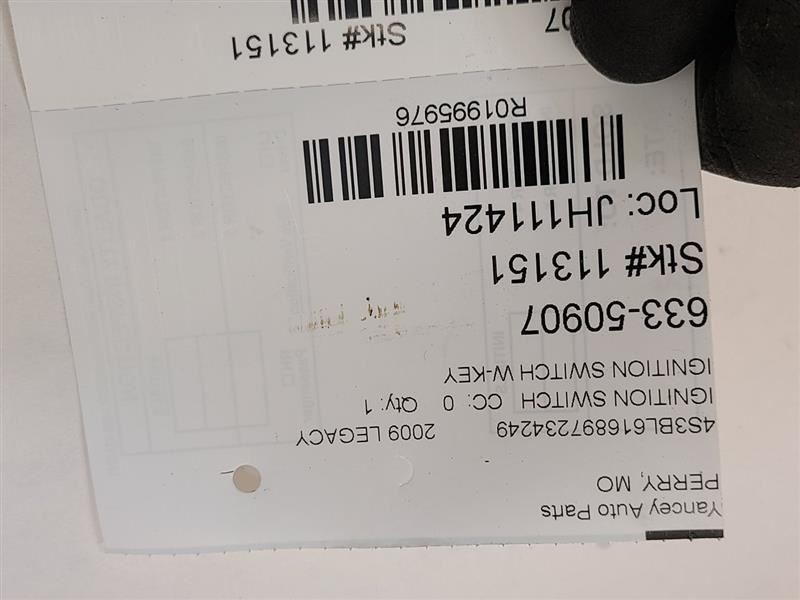 Yancey Auto Parts
PERRY, MO
4S3BL616897234249 2009 LEGACY
IGNITION SWITCH CC: 0 Qty: 1
IGNITION SWITCH W-KEY
633-50907
Stk# 113151
Loc: JH111424
R01995976
Stk# 113151
07